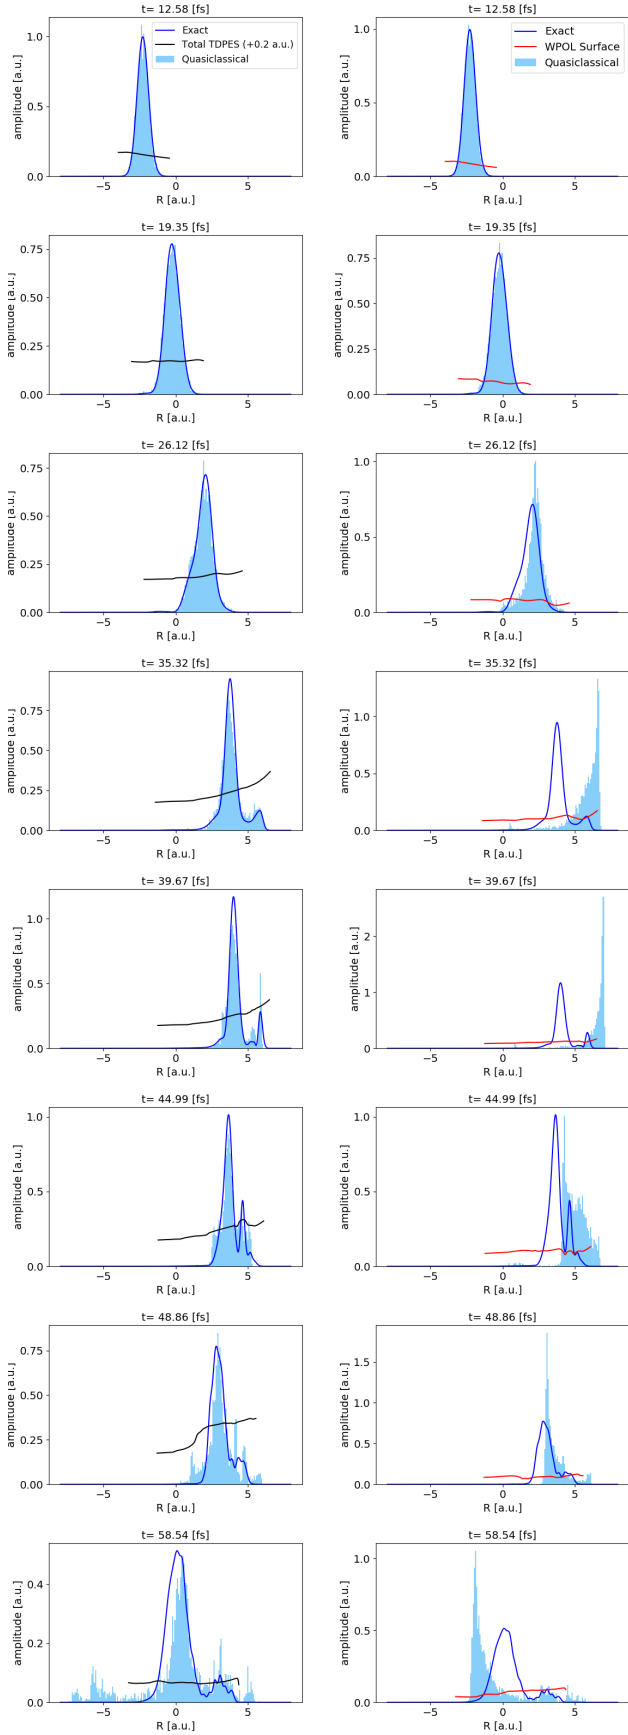 t= 12.58 [fs]
amplitude [a.u.]
1.0
0.5
0.0
Exact
Total TDPES (+0.2 a.u.)
Quasiclassical
−5
0
5
R [a.u.]
t= 12.58 [fs]
amplitude [a.u.]
1.0
0.5
0.0
Exact
WPOL Surface
Quasiclassical
−5
0
5
R [a.u.]
t= 19.35 [fs]
amplitude [a.u.]
0.75
0.50
0.25
0.00
−5
0
5
R [a.u.]
t= 19.35 [fs]
amplitude [a.u.]
0.75
0.50
0.25
0.00
−5
0
5
R [a.u.]
t= 26.12 [fs]
amplitude [a.u.]
0.75
0.50
0.25
0.00
−5
0
5
R [a.u.]
t= 26.12 [fs]
amplitude [a.u.]
1.0
0.5
0.0
−5
0
5
R [a.u.]
t= 35.32 [fs]
amplitude [a.u.]
0.75
0.50
0.25
0.00
−5
0
5
R [a.u.]
t= 35.32 [fs]
amplitude [a.u.]
1.0
0.5
0.0
−5
0
5
R [a.u.]
t= 39.67 [fs]
amplitude [a.u.]
1.0
0.5
0.0
−5
0
5
R [a.u.]
t= 39.67 [fs]
amplitude [a.u.]
2
1
0
−5
0
5
R [a.u.]
t= 44.99 [fs]
amplitude [a.u.]
1.0
0.5
0.0
−5
0
5
R [a.u.]
t= 44.99 [fs]
amplitude [a.u.]
1.0
0.5
0.0
−5
0
5
R [a.u.]
t= 48.86 [fs]
amplitude [a.u.]
0.75
0.50
0.25
0.00
−5
0
5
R [a.u.]
t= 48.86 [fs]
amplitude [a.u.]
1.5
1.0
0.5
0.0
−5
0
5
R [a.u.]
t= 58.54 [fs]
amplitude [a.u.]
0.4
0.2
0.0
−5
0
5
R [a.u.]
t= 58.54 [fs]
amplitude [a.u.]
1.0
0.5
0.0
−5
0
5
R [a.u.]